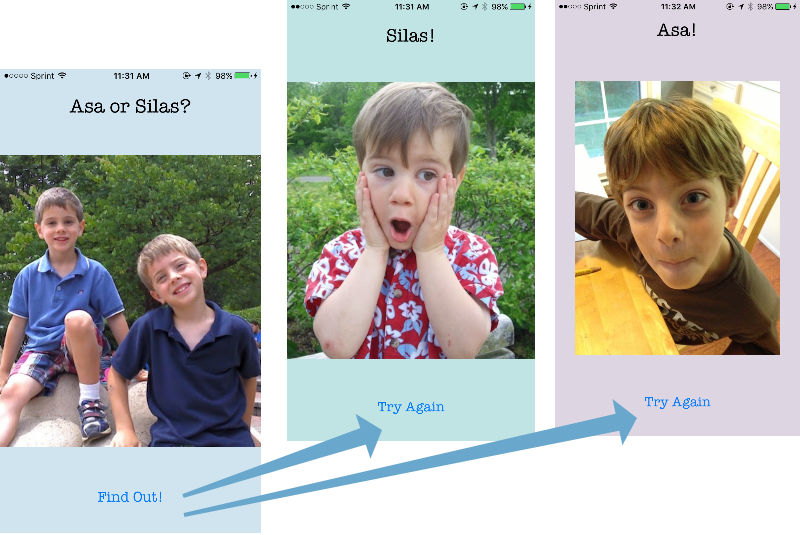 Sprint 11:31 AM 98%
Asa or Silas?
Find Out!
Sprint 11:31 AM 98%
Silas!
Try Again
Sprint 11:32 AM 98%
Asa!
Try Again